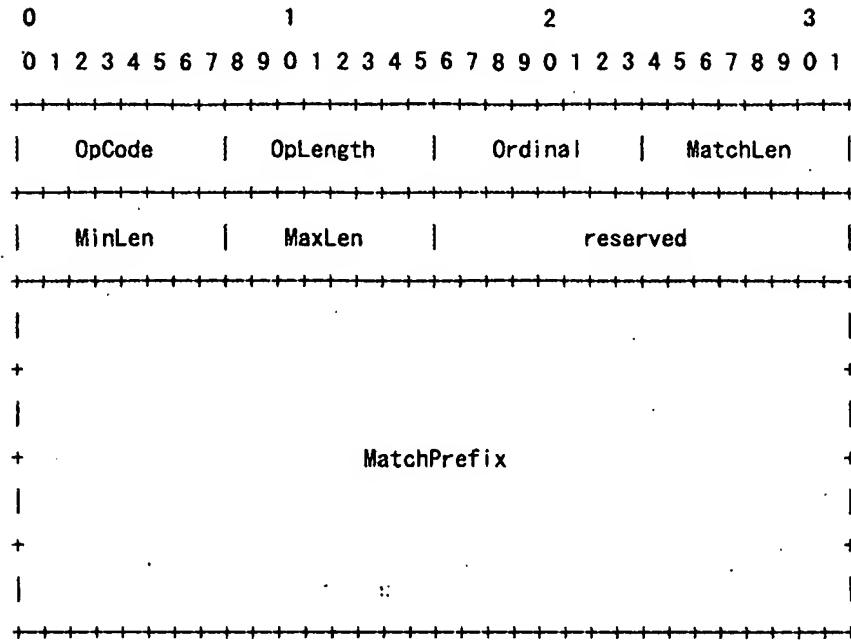 0 1 2 3
0 1 2 3 4 5 6 7 8 9 0 1 2 3 4 5 6 7 8 9 0 1 2 3 4 5 6 7 8 9 0 1
+-+-+-+-+-+-+-+-+-+-+-+-+-+-+-+-+-+-+-+-+-+-+-+-+-+-+-+-+-+-+-+-+
| OpCode | OpLength | Ordinal | MatchLen |
+-+-+-+-+-+-+-+-+-+-+-+-+-+-+-+-+-+-+-+-+-+-+-+-+-+-+-+-+-+-+-+-+
| MinLen | MaxLen | reserved |
+-+-+-+-+-+-+-+-+-+-+-+-+-+-+-+-+-+-+-+-+-+-+-+-+-+-+-+-+-+-+-+-+
| |
+ +
| |
+ MatchPrefix +
| |
+ +
| |
+-+-+-+-+-+-+-+-+-+-+-+-+-+-+-+-+-+-+-+-+-+-+-+-+-+-+-+-+-+-+-+-+